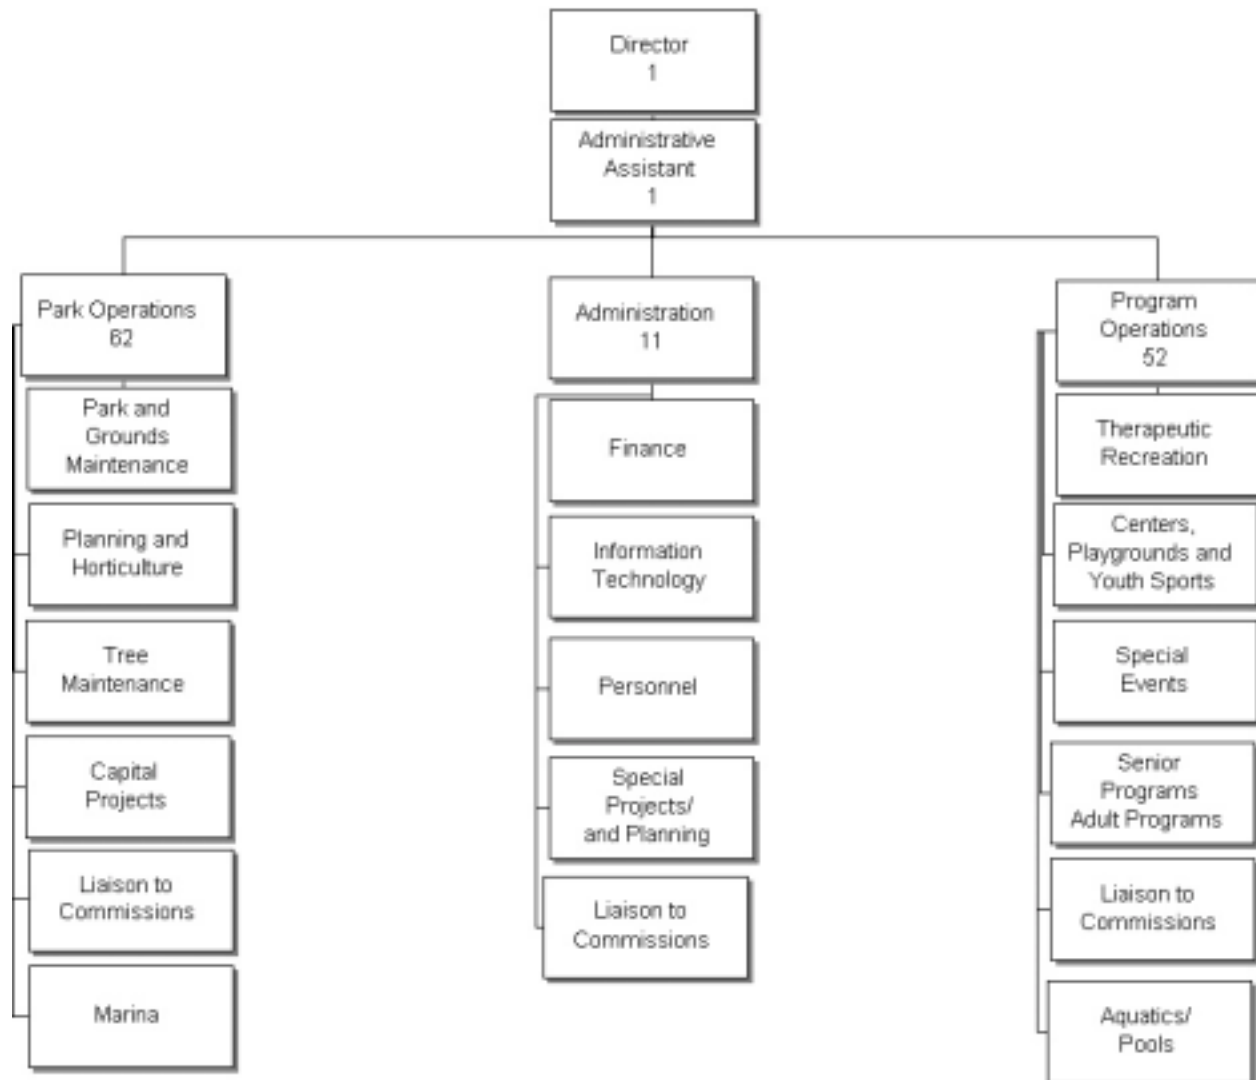 Director
1
Administrative
Assistant
1
Park Operations
62
Park and
Grounds
Maintenance
Planning and
Horticulture
Tree
Maintenance
Capital
Projects
Liaison to
Commissions
Marina
Administration
11
Finance
Information
Technology
Personnel
Special
Projects/
and Planning
Liaison to
Commissions
Program
Operations
52
Therapeutic
Recreation
Centers,
Playgrounds and
Youth Sports
Special
Events
Senior
Programs
Adult Programs
Liaison to
Commissions
Aquatics/
Pools